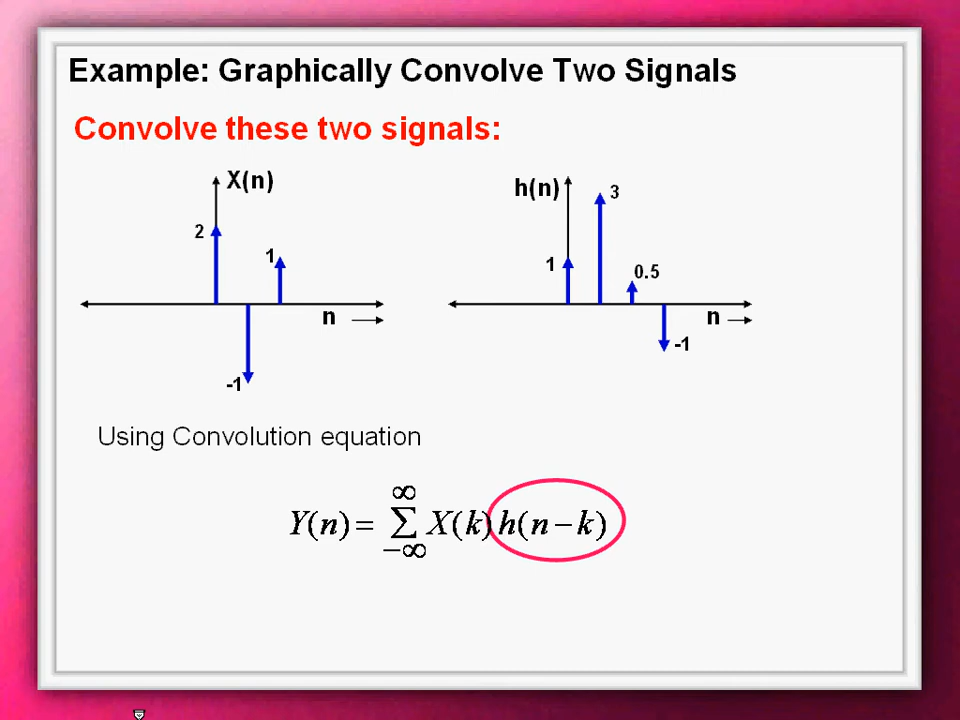 Example: Graphically Convolve Two Signals
Convolve these two signals:
X(n)
2
1
n
-1
h(n)
3
1
0.5
n
-1
Using Convolution equation
Y(n) = ∞ Σ −∞ X(k) h(n − k)